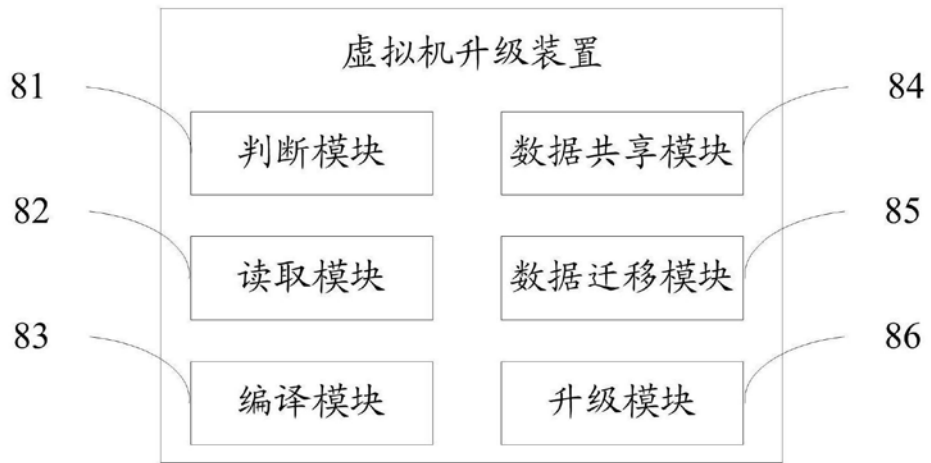 虚拟机升级装置
81
判断模块
数据共享模块
84
82
读取模块
数据迁移模块
85
83
编译模块
升级模块
86